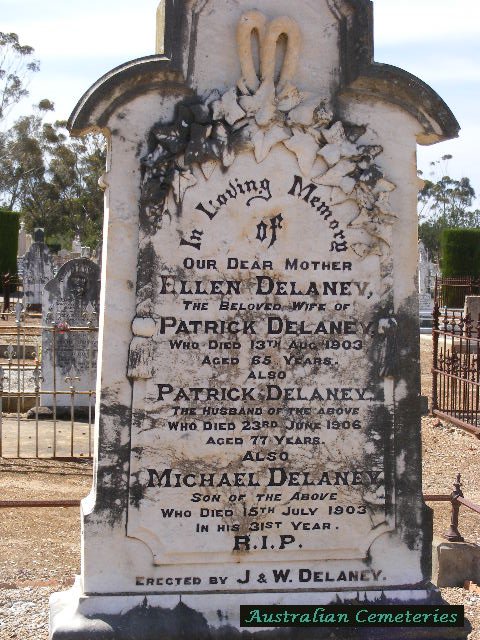 In Loving Memory
of
OUR DEAR MOTHER
ELLEN DELANEY,
THE BELOVED WIFE OF
PATRICK DELANEY,
WHO DIED 13TH AUG 1903
AGED 65 YEARS.
ALSO
PATRICK DELANEY.
THE HUSBAND OF THE ABOVE
WHO DIED 23RD JUNE 1906
AGED 77 YEARS.
ALSO
MICHAEL DELANEY
SON OF THE ABOVE
WHO DIED 15TH JULY 1903
IN HIS 31ST YEAR.
R.I.P.
ERECTED BY J & W. DELANEY.
Australian Cemeteries